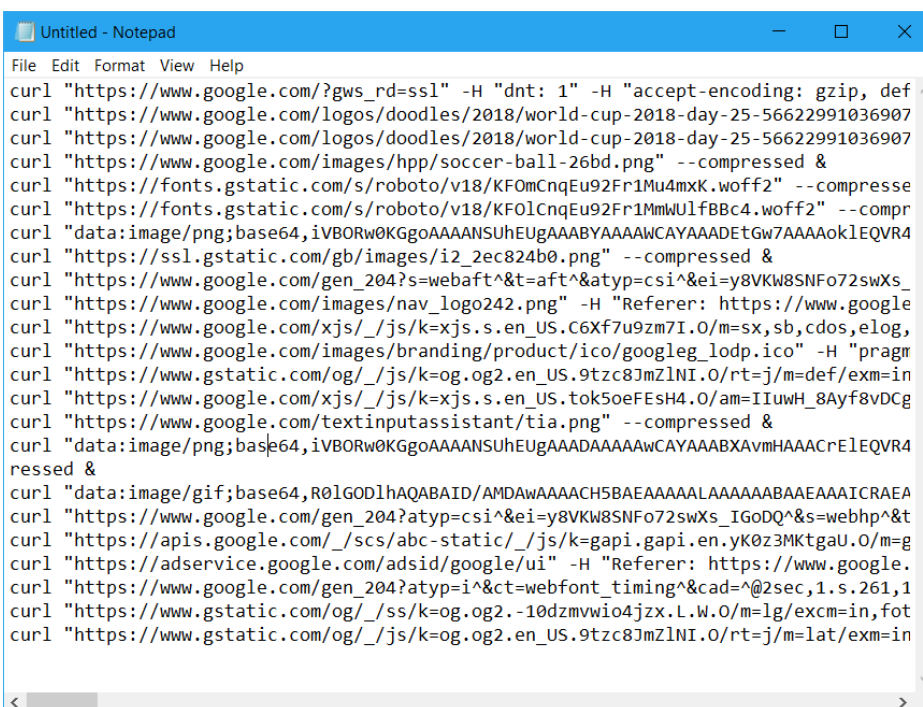 Untitled - Notepad
File Edit Format View Help
curl "https://www.google.com/?gws_rd=ssl" -H "dnt: 1" -H "accept-encoding: gzip, def
curl "https://www.google.com/logos/doodles/2018/world-cup-2018-day-25-56622991036907
curl "https://www.google.com/logos/doodles/2018/world-cup-2018-day-25-56622991036907
curl "https://www.google.com/images/hpp/soccer-ball-26bd.png" --compressed &
curl "https://fonts.gstatic.com/s/roboto/v18/KFOmCnqEu92Fr1Mu4mxK.woff2" --compresse
curl "https://fonts.gstatic.com/s/roboto/v18/KFOlCnqEu92Fr1MmWUlfBBc4.woff2" --compr
curl "data:image/png;base64,iVBORw0KGgoAAAANSUhEUgAAABYAAAAWCAYAAADEtGw7AAAAoklEQVR4
curl "https://ssl.gstatic.com/gb/images/i2_2ec824b0.png" --compressed &
curl "https://www.google.com/gen_204?s=webaft^&t=aft^&atyp=csi^&ei=y8VKW8SNFo72swXs_
curl "https://www.google.com/images/nav_logo242.png" -H "Referer: https://www.google
curl "https://www.google.com/xjs/_/js/k=xjs.s.en_US.C6Xf7u9zm7I.O/m=sx,sb,cdos,elog,
curl "https://www.google.com/images/branding/product/ico/googleg_lodp.ico" -H "pragm
curl "https://www.gstatic.com/og/_/js/k=og.og2.en_US.9tzc8JmZlNI.O/rt=j/m=def/exm=in
curl "https://www.google.com/xjs/_/js/k=xjs.s.en_US.tok5oeFEsH4.O/am=IIuwH_8Ayf8vDCg
curl "https://www.google.com/textinputassistant/tia.png" --compressed &
curl "data:image/png;base64,iVBORw0KGgoAAAANSUhEUgAAADAAAAAwCAYAAABXAvmHAAACrElEQVR4
ressed &
curl "data:image/gif;base64,R0lGODlhAQABAID/AMDAwAAAACH5BAEAAAAALAAAAAABAAEAAAICRAEA
curl "https://www.google.com/gen_204?atyp=csi^&ei=y8VKW8SNFo72swXs_IGoDQ^&s=webhp^&t
curl "https://apis.google.com/_/scs/abc-static/_/js/k=gapi.gapi.en.yK0z3MKtgaU.O/m=g
curl "https://adservice.google.com/adsid/google/ui" -H "Referer: https://www.google.
curl "https://www.google.com/gen_204?atyp=i^&ct=webfont_timing^&cad=^@2sec,1.s.261,1
curl "https://www.gstatic.com/og/_/ss/k=og.og2.-10dzmvwio4jzx.L.W.O/m=lg/excm=in,fot
curl "https://www.gstatic.com/og/_/js/k=og.og2.en_US.9tzc8JmZlNI.O/rt=j/m=lat/exm=in